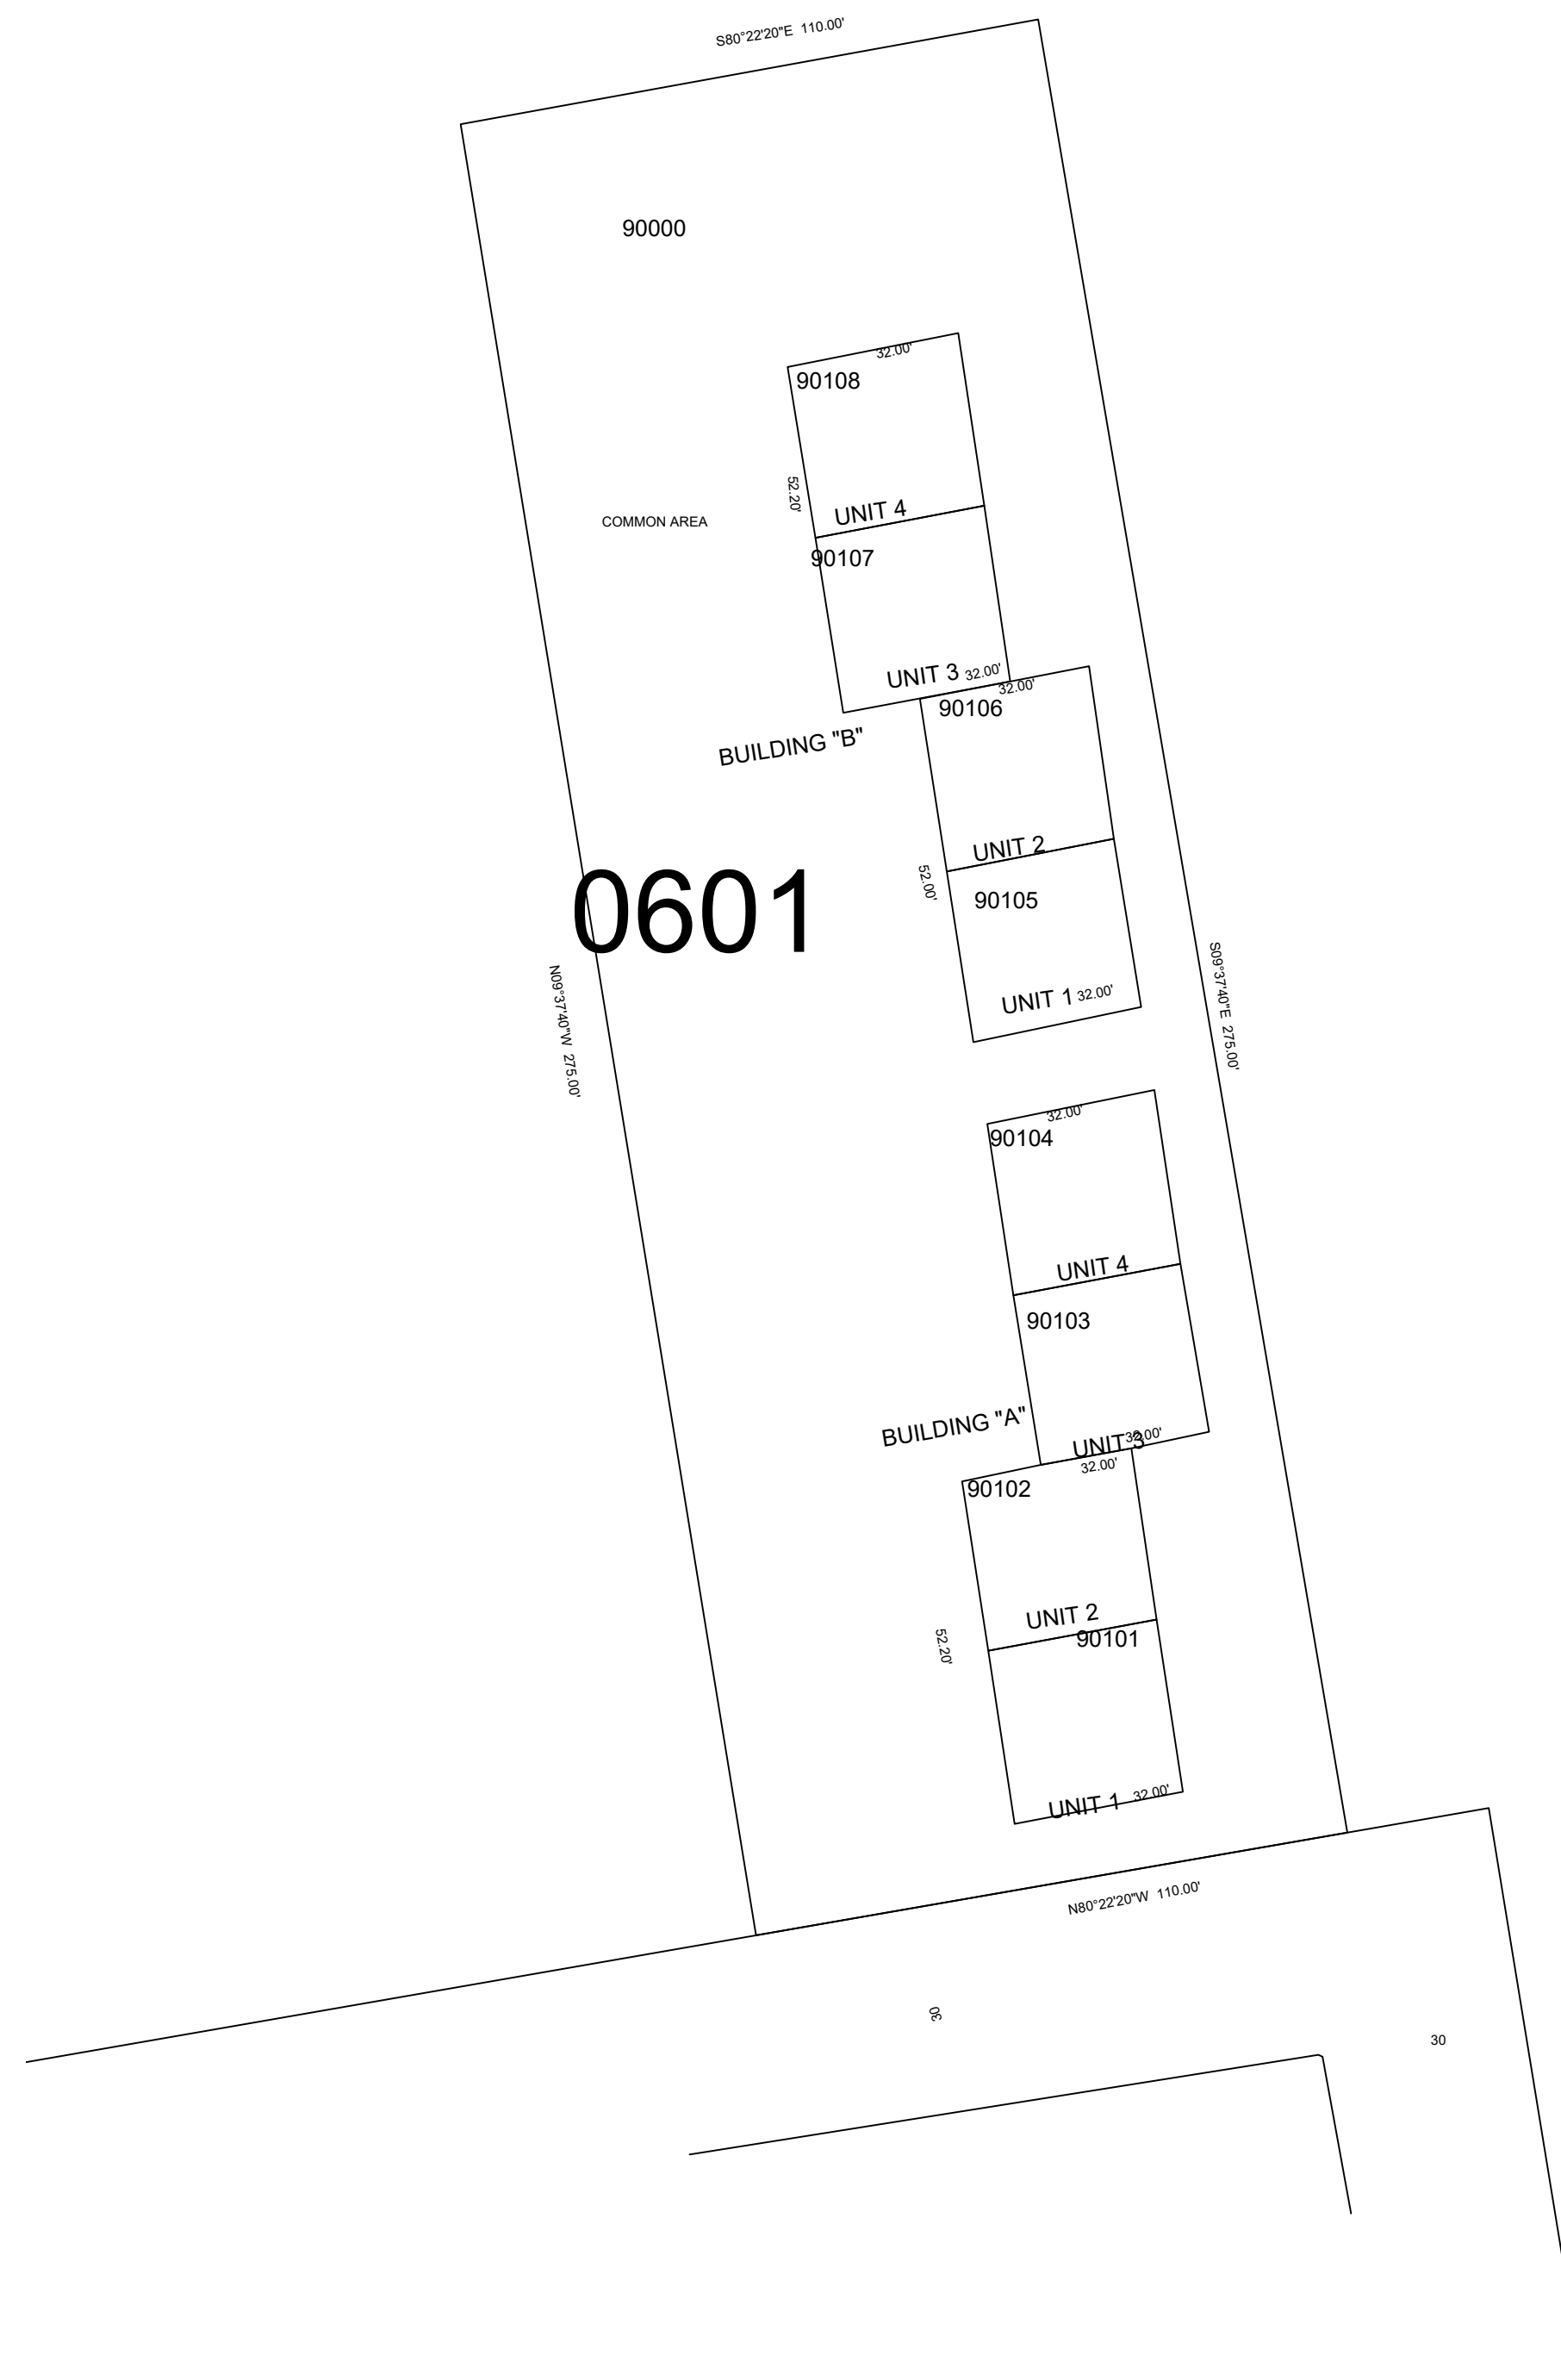 S80°22'20"E 110.00'
90000
32.00'
90108
52.20'
UNIT 4
COMMON AREA
90107
UNIT 3
32.00'
32.00'
90106
BUILDING "B"
UNIT 2
52.00'
90105
0601
N09°37'40"W 275.00'
S09°37'40"E 275.00'
UNIT 1
32.00'
32.00'
90104
UNIT 4
90103
BUILDING "A"
UNIT 3
32.00'
32.00'
90102
UNIT 2
90101
52.20'
UNIT 1
32.00'
N80°22'20"W 110.00'
30
30